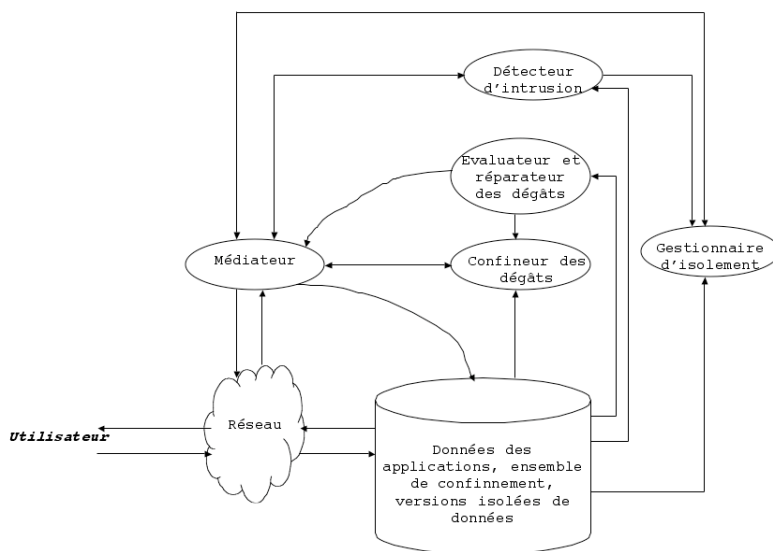 Détecteur
d'intrusion
Evaluateur et
réparateur
des dégâts
Médiateur
Confineur des
dégâts
Gestionnaire
d'isolement
Réseau
Utilisateur
Données des
applications, ensemble
de confinnement,
versions isolées de
données